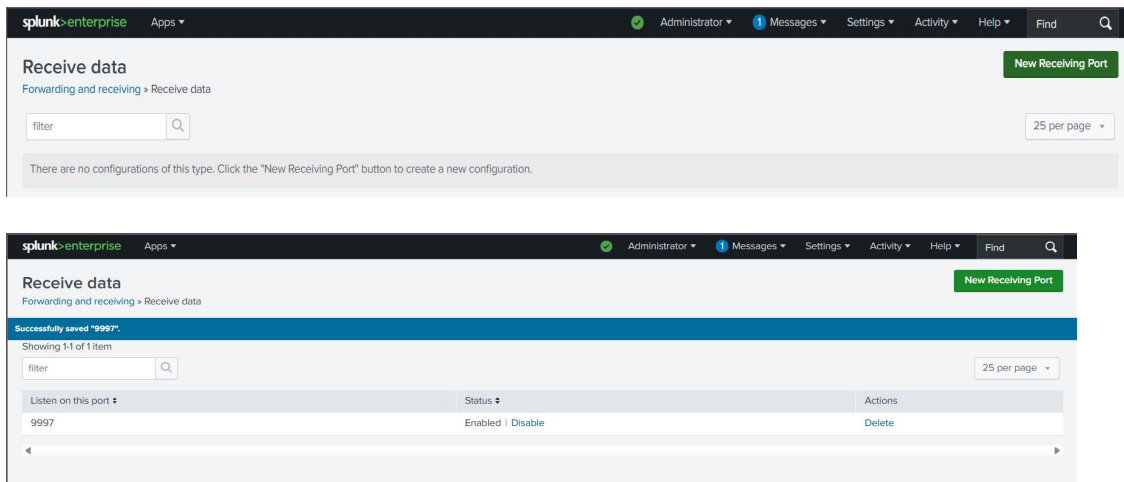 splunk>enterprise Apps ▾ Administrator ▾ 1 Messages ▾ Settings ▾ Activity ▾ Help ▾ Find
Receive data New Receiving Port
Forwarding and receiving » Receive data
filter 25 per page ▾
There are no configurations of this type. Click the "New Receiving Port" button to create a new configuration.
splunk>enterprise Apps ▾ Administrator ▾ 1 Messages ▾ Settings ▾ Activity ▾ Help ▾ Find
Receive data New Receiving Port
Forwarding and receiving » Receive data
Successfully saved "9997".
Showing 1-1 of 1 item
filter 25 per page ▾
Listen on this port Status Actions
9997 Enabled | Disable Delete